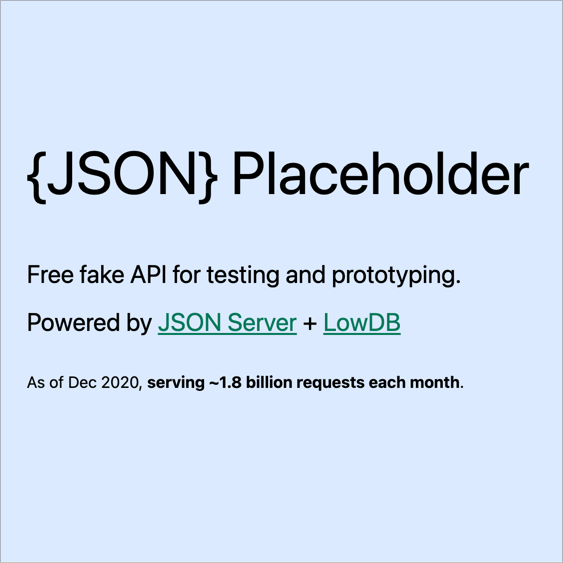 {JSON} Placeholder
Free fake API for testing and prototyping.
Powered by JSON Server + LowDB
As of Dec 2020, serving ~1.8 billion requests each month.